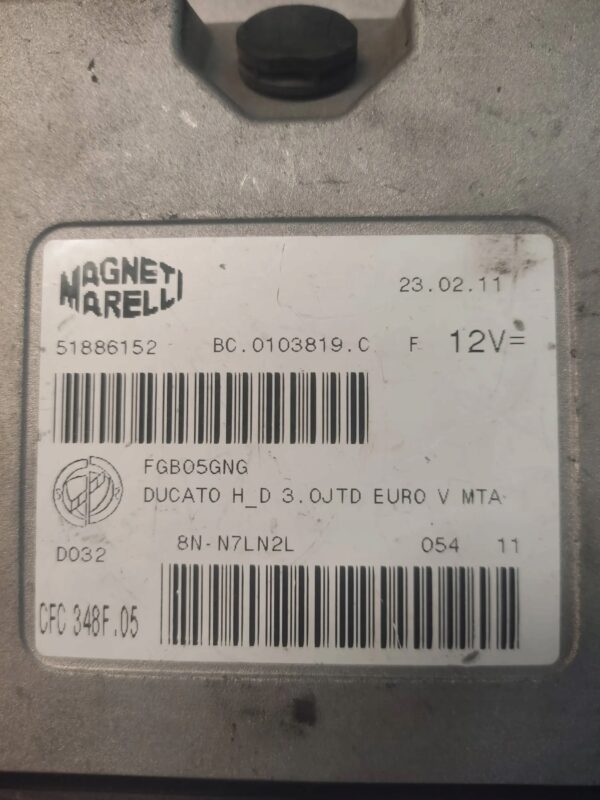 MAGNETI
MARELLI
23.02.11
51886152 BC.0103819.C F 12V=
FGB05GNG
DUCATO H_D 3.0JTD EURO V MTA
D032 8N-N7LN2L 054 11
CFC 348F.05